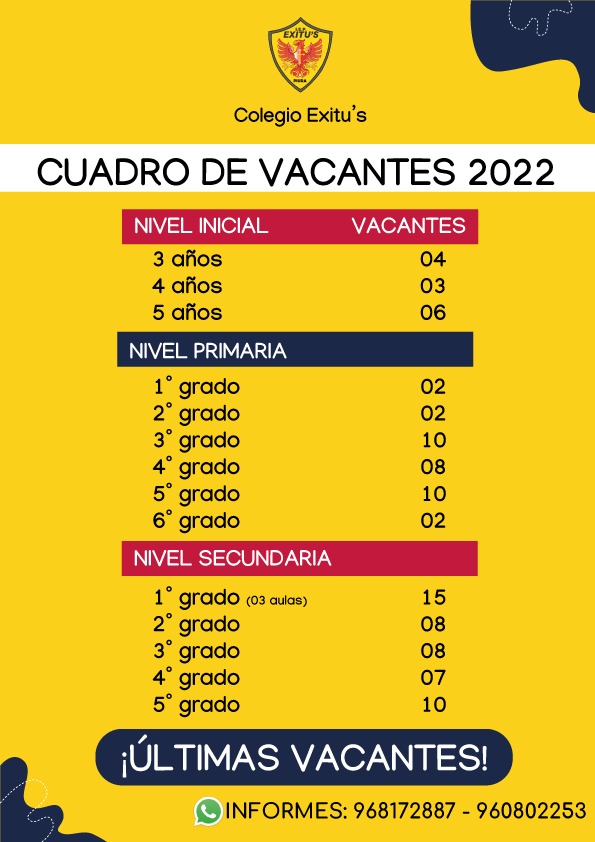 I.E.P.
EXITU'S
PIURA
Colegio Exitu's
CUADRO DE VACANTES 2022
NIVEL INICIAL VACANTES
3 años 04
4 años 03
5 años 06
NIVEL PRIMARIA
1° grado 02
2° grado 02
3° grado 10
4° grado 08
5° grado 10
6° grado 02
NIVEL SECUNDARIA
1° grado (03 aulas) 15
2° grado 08
3° grado 08
4° grado 07
5° grado 10
¡ÚLTIMAS VACANTES!
INFORMES: 968172887 - 960802253